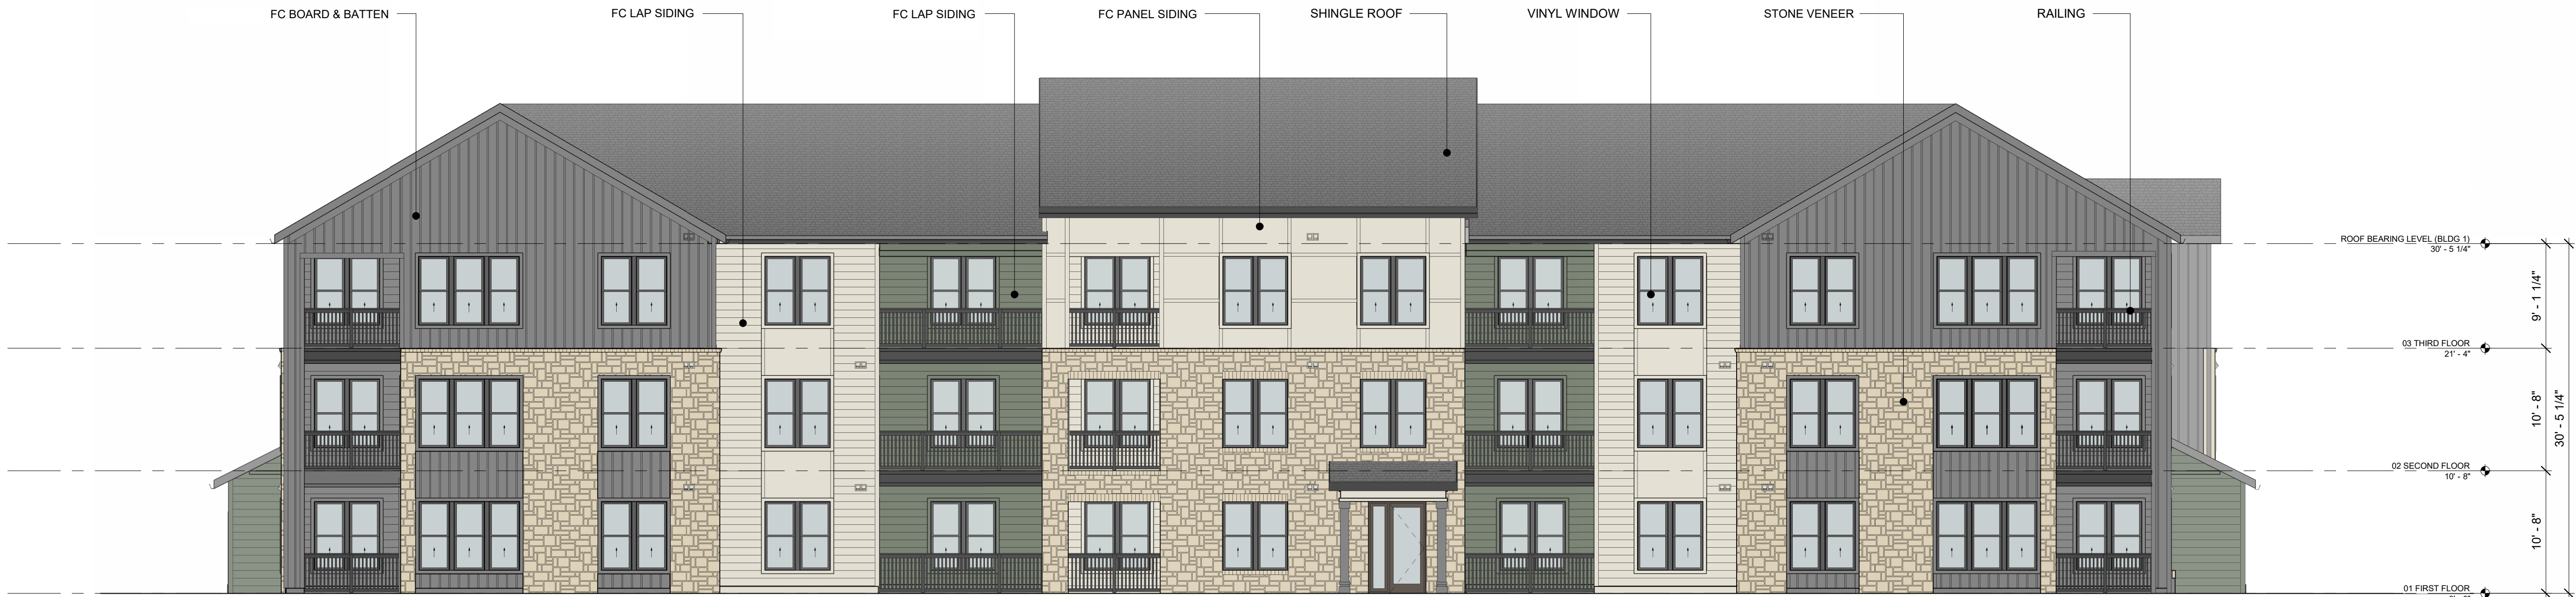 FC BOARD & BATTEN
FC LAP SIDING
FC LAP SIDING
FC PANEL SIDING
SHINGLE ROOF
VINYL WINDOW
STONE VENEER
RAILING
ROOF BEARING LEVEL (BLDG 1)
30' - 5 1/4"
9' - 1 1/4"
03 THIRD FLOOR
21' - 4"
10' - 8"
30' - 5 1/4"
02 SECOND FLOOR
10' - 8"
10' - 8"
01 FIRST FLOOR